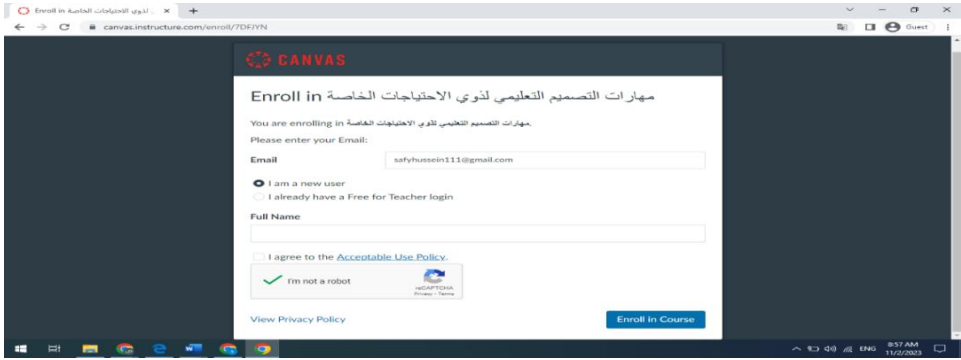 Enroll in لذوي الاحتياجات الخاصة
canvas.instructure.com/enroll/7DFJYN
Guest
CANVAS
Enroll in مهارات التصميم التعليمي لذوي الاحتياجات الخاصة
You are enrolling in مهارات التصميم التعليمي لذوي الاحتياجات الخاصة.
Please enter your Email:
Email
safyhussein111@gmail.com
I am a new user
I already have a Free for Teacher login
Full Name
I agree to the Acceptable Use Policy.
I'm not a robot
reCAPTCHA
Privacy - Terms
View Privacy Policy
Enroll in Course
ENG
8:57 AM
11/2/2023